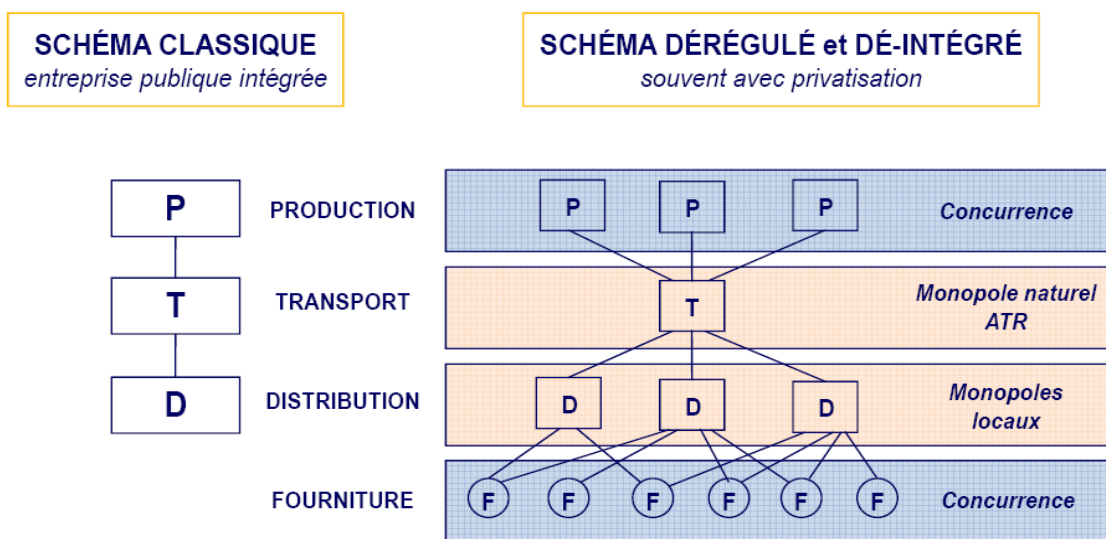 SCHÉMA CLASSIQUE
entreprise publique intégrée
SCHÉMA DÉRÉGULÉ et DÉ-INTÉGRÉ
souvent avec privatisation
P
PRODUCTION
P P P
Concurrence
T
TRANSPORT
T
Monopole naturel
ATR
D
DISTRIBUTION
D D D
Monopoles
locaux
FOURNITURE
F F F F F F
Concurrence